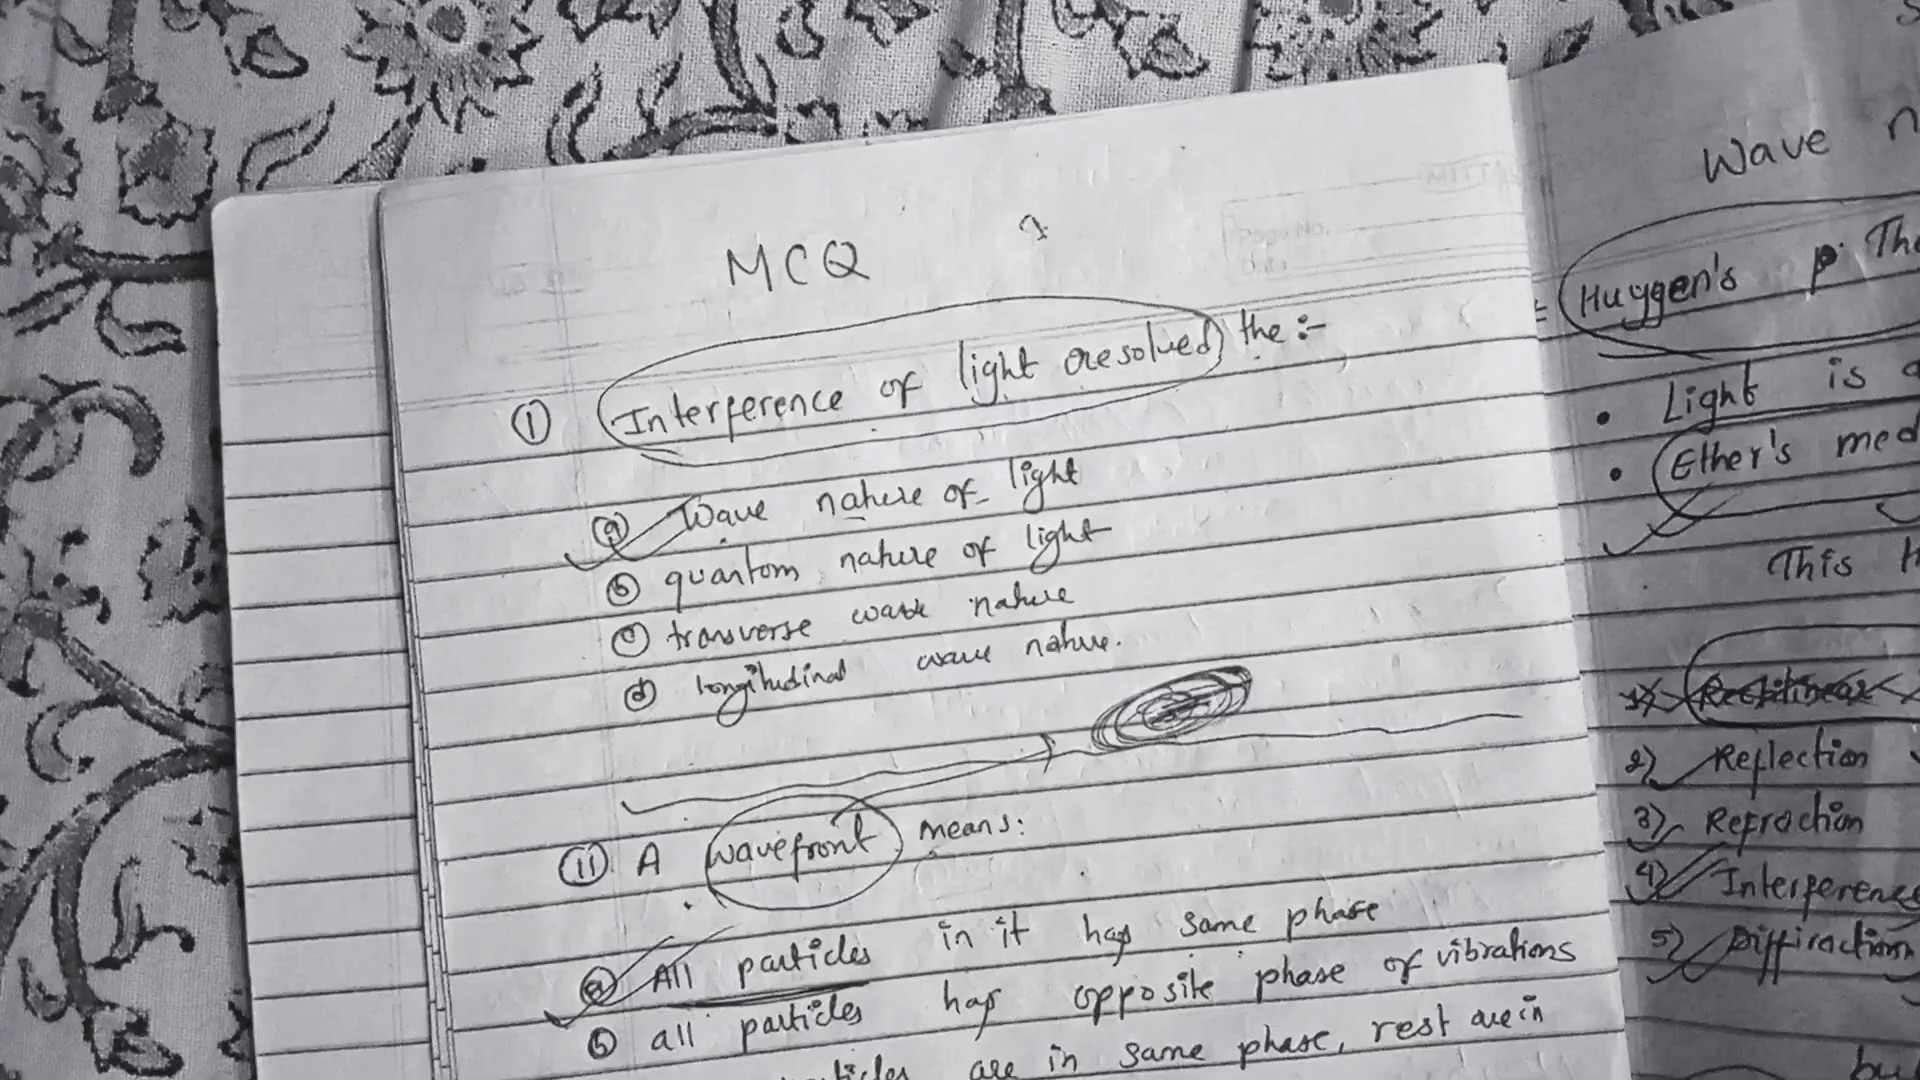 MCQ
① Interference of light resolved the :-
ⓐ Wave nature of light
ⓑ quantom nature of light
ⓒ transverse wave nature
ⓓ longitudinal wave nature.
ⓘⓘ A wavefront means:
ⓐ All particles in it has same phase
ⓑ all particles has opposite phase of vibrations
are in same phase, rest are in
Wave
Huygen's p. The
• Light is
• Ether's med
This
1) Rectilinear
2) Reflection
3) Refraction
4) Interference
5) Diffiraction